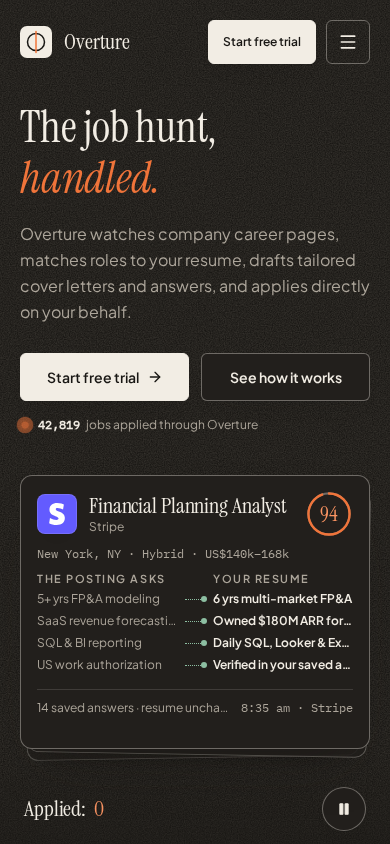 Overture
Start free trial
The job hunt,
handled.
Overture watches company career pages,
matches roles to your resume, drafts tailored
cover letters and answers, and applies directly
on your behalf.
Start free trial →
See how it works
42,819 jobs applied through Overture
S
Financial Planning Analyst
Stripe
94
New York, NY · Hybrid · US$140k–168k
THE POSTING ASKS YOUR RESUME
5+ yrs FP&A modeling 6 yrs multi-market FP&A
SaaS revenue forecasti… Owned $180M ARR for…
SQL & BI reporting Daily SQL, Looker & Ex…
US work authorization Verified in your saved a…
14 saved answers · resume uncha… 8:35 am · Stripe
Applied: 0